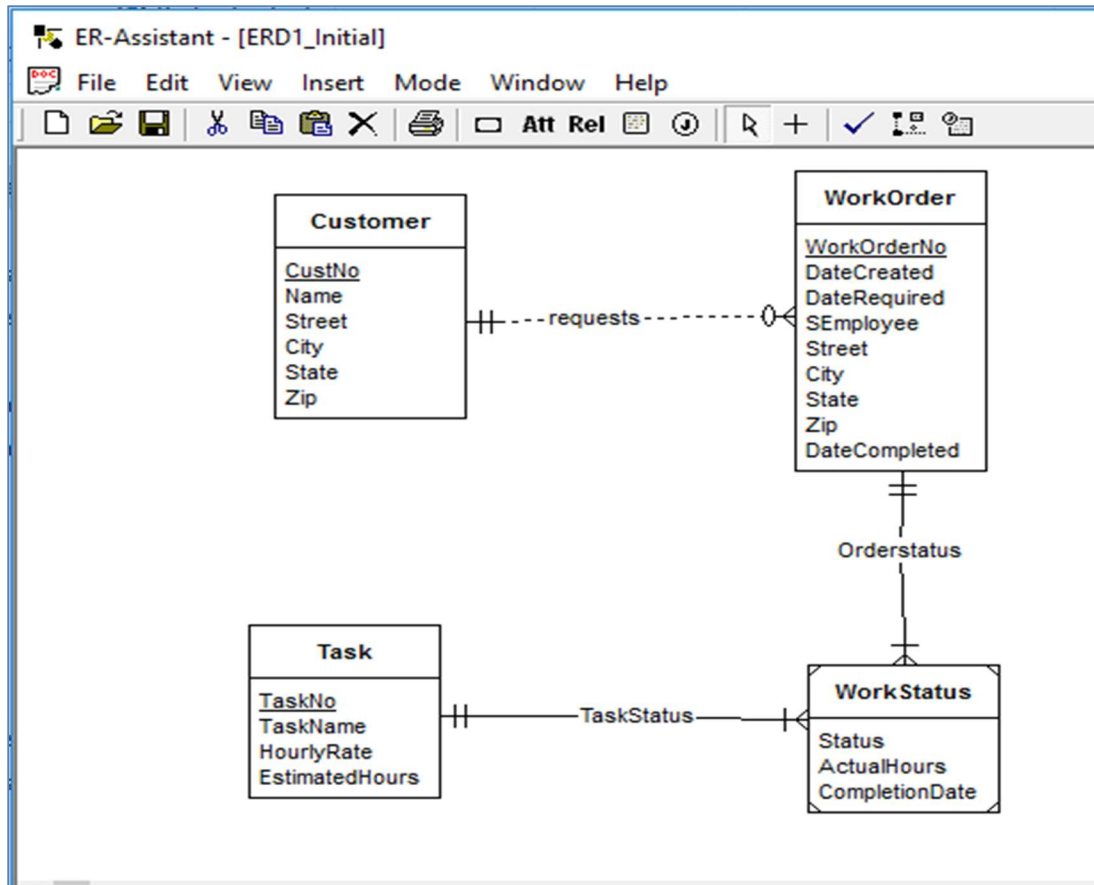 ER-Assistant - [ERD1_Initial]
DOC
File Edit View Insert Mode Window Help
Att Rel J
Customer
CustNo
Name
Street
City
State
Zip
requests
WorkOrder
WorkOrderNo
DateCreated
DateRequired
SEmployee
Street
City
State
Zip
DateCompleted
Orderstatus
Task
TaskNo
TaskName
HourlyRate
EstimatedHours
TaskStatus
WorkStatus
Status
ActualHours
CompletionDate